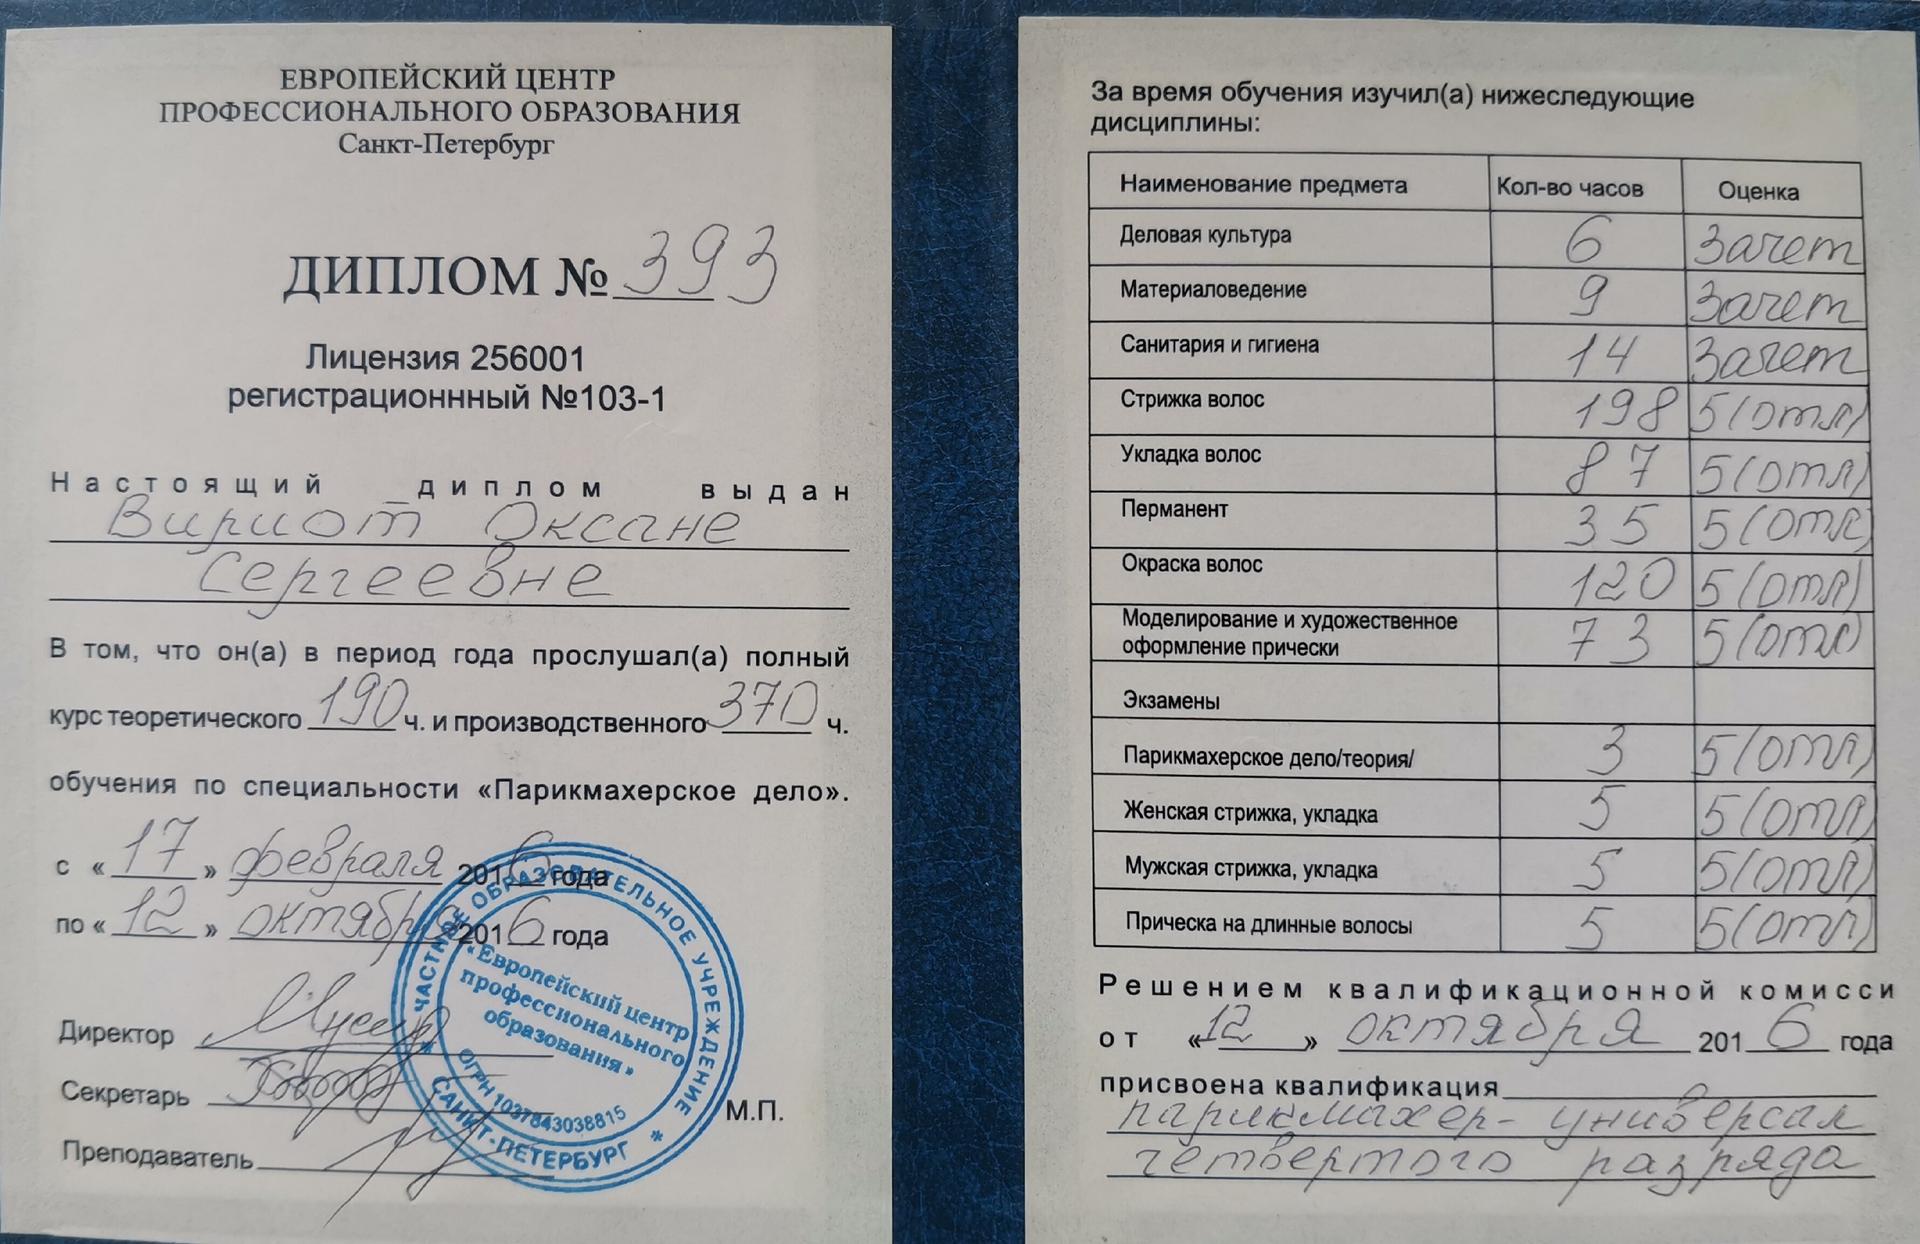 ЕВРОПЕЙСКИЙ ЦЕНТР
ПРОФЕССИОНАЛЬНОГО ОБРАЗОВАНИЯ
Санкт-Петербург
ДИПЛОМ № 393
Лицензия 256001
регистрационнный №103-1
Настоящий _диплом выдан
Оксане
Сергеевне
В том, что он(а) в период года прослушал(а) полный
курс теоретического 190 ч. и производственного 370 ч.
обучения по специальности «Парикмахерское дело».
с «17» февраля 2016 года
по «12» октября 2016 года
Директор
Секретарь
Преподаватель
М.П.
ЧАСТНОЕ ОБРАЗОВАТЕЛЬНОЕ УЧРЕЖДЕНИЕ
«Европейский центр
профессионального
образования»
ОГРН 1037843038815
* САНКТ-ПЕТЕРБУРГ *
За время обучения изучил(а) нижеследующие
дисциплины:
Наименование предмета Кол-во часов Оценка
Деловая культура 6 Зачет
Материаловедение 9 Зачет
Санитария и гигиена 14 Зачет
Стрижка волос 198 5(отл)
Укладка волос 87 5(отл)
Перманент 35 5(отл)
Окраска волос 120 5(отл)
Моделирование и художественное
оформление прически 73 5(отл)
Экзамены
Парикмахерское дело/теория/ 3 5(отл)
Женская стрижка, укладка 5 5(отл)
Мужская стрижка, укладка 5 5(отл)
Прическа на длинные волосы 5 5(отл)
Решением квалификационной комисси
от «12» октября 2016 года
присвоена квалификация
парикмахер-универсал
четвертого разряда